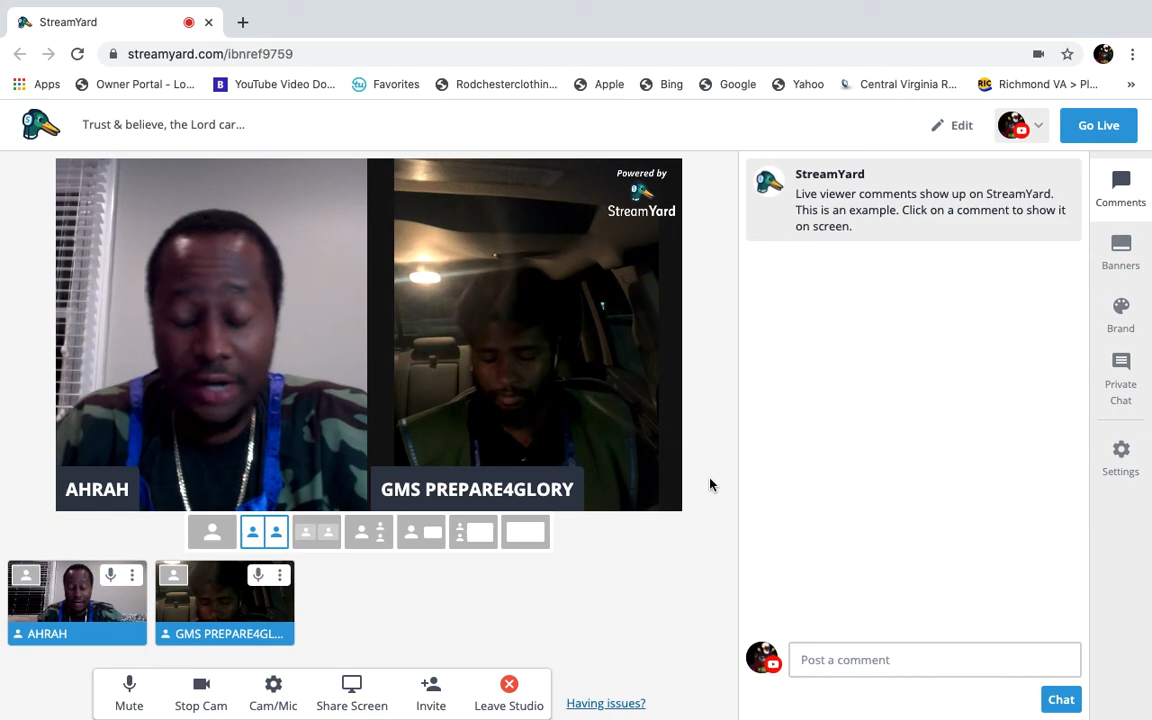 StreamYard
streamyard.com/ibnref9759
Apps
Owner Portal - Lo...
YouTube Video Do...
Favorites
Rodchesterclothin...
Apple
Bing
Google
Yahoo
Central Virginia R...
RIC
Richmond VA > Pl...
»
Trust & believe, the Lord car...
Edit
Go Live
Powered by
StreamYard
AHRAH
GMS PREPARE4GLORY
StreamYard
Live viewer comments show up on StreamYard.
This is an example. Click on a comment to show it
on screen.
Comments
Banners
Brand
Private
Chat
Settings
AHRAH
GMS PREPARE4GL...
Mute
Stop Cam
Cam/Mic
Share Screen
Invite
Leave Studio
Having issues?
Post a comment
Chat